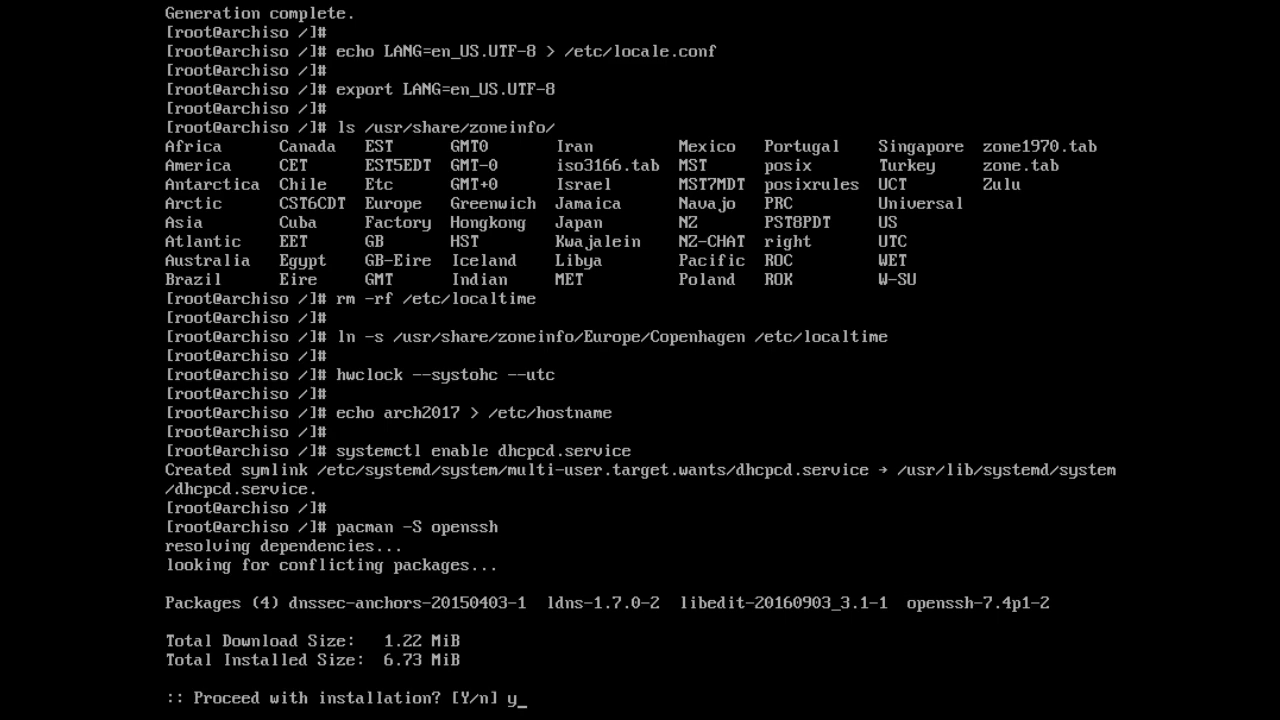 Generation complete.
[root@archiso /]#
[root@archiso /]# echo LANG=en_US.UTF-8 > /etc/locale.conf
[root@archiso /]#
[root@archiso /]# export LANG=en_US.UTF-8
[root@archiso /]#
[root@archiso /]# ls /usr/share/zoneinfo/
Africa      Canada   EST      GMT0       Iran        Mexico   Portugal    Singapore  zone1970.tab
America     CET      EST5EDT  GMT-0      iso3166.tab  MST      posix       Turkey     zone.tab
Antarctica  Chile    Etc      GMT+0      Israel      MST7MDT  posixrules  UCT        Zulu
Arctic      CST6CDT  Europe   Greenwich  Jamaica     Navajo   PRC         Universal
Asia        Cuba     Factory  Hongkong   Japan       NZ       PST8PDT     US
Atlantic    EET      GB       HST        Kwajalein   NZ-CHAT  right       UTC
Australia   Egypt    GB-Eire  Iceland    Libya       Pacific  ROC         WET
Brazil      Eire     GMT      Indian     MET         Poland   ROK         W-SU
[root@archiso /]# rm -rf /etc/localtime
[root@archiso /]#
[root@archiso /]# ln -s /usr/share/zoneinfo/Europe/Copenhagen /etc/localtime
[root@archiso /]#
[root@archiso /]# hwclock --systohc --utc
[root@archiso /]#
[root@archiso /]# echo arch2017 > /etc/hostname
[root@archiso /]#
[root@archiso /]# systemctl enable dhcpcd.service
Created symlink /etc/systemd/system/multi-user.target.wants/dhcpcd.service → /usr/lib/systemd/system
/dhcpcd.service.
[root@archiso /]#
[root@archiso /]# pacman -S openssh
resolving dependencies...
looking for conflicting packages...
Packages (4) dnssec-anchors-20150403-1  ldns-1.7.0-2  libedit-20160903_3.1-1  openssh-7.4p1-2
Total Download Size:   1.22 MiB
Total Installed Size:  6.73 MiB
:: Proceed with installation? [Y/n] y_